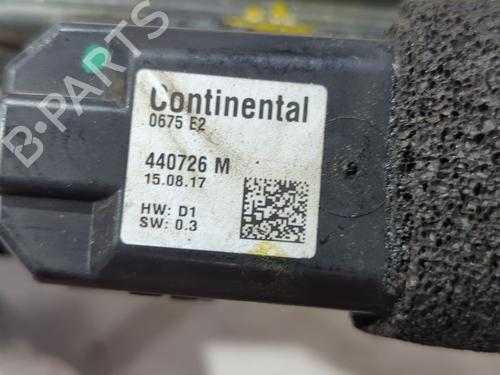 Continental
0675 E2
440726 M
15.08.17
HW: D1
SW: 0.3
B-PARTS